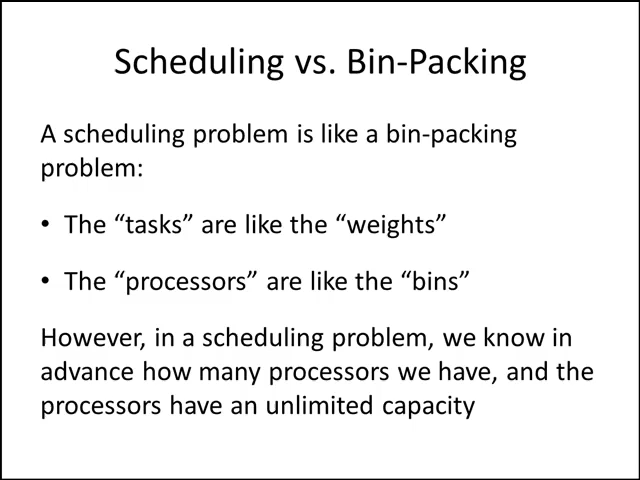 Scheduling vs. Bin-Packing
A scheduling problem is like a bin-packing
problem:
• The “tasks” are like the “weights”
• The “processors” are like the “bins”
However, in a scheduling problem, we know in
advance how many processors we have, and the
processors have an unlimited capacity